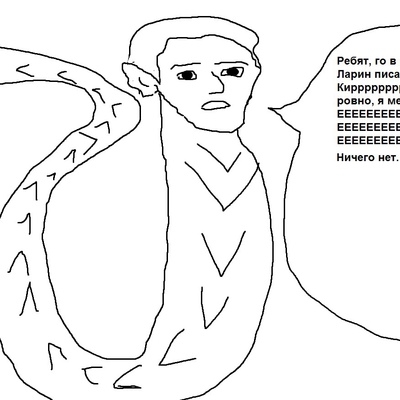 Ребят, го в
Ларин писа
Кирррррррр
ровно, я ме
ЕЕЕЕЕЕЕЕЕ
ЕЕЕЕЕЕЕЕЕ
ЕЕЕЕЕЕЕЕЕ
Ничего нет.